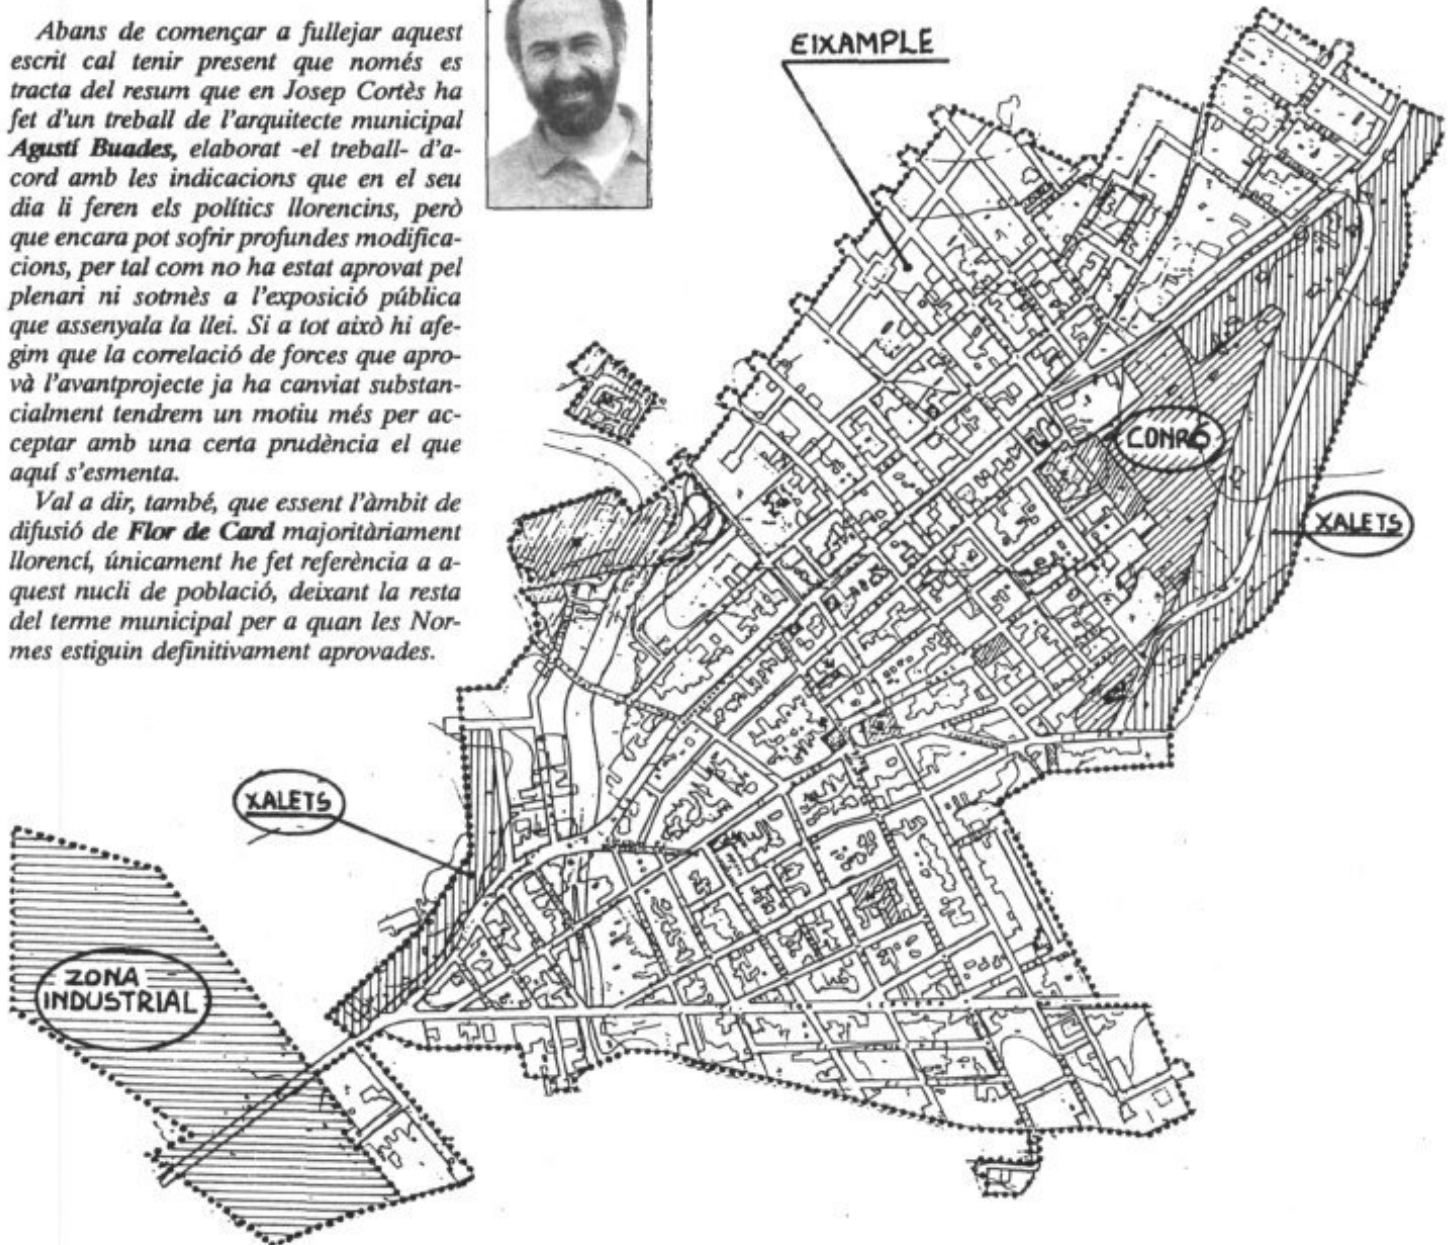 Abans de començar a fullejar aquest
escrit cal tenir present que només es
tracta del resum que en Josep Cortès ha
fet d'un treball de l'arquitecte municipal
Agustí Buades, elaborat -el treball- d'a-
cord amb les indicacions que en el seu
dia li feren els polítics llorencins, però
que encara pot sofrir profundes modifica-
cions, per tal com no ha estat aprovat pel
plenari ni sotmès a l'exposició pública
que assenyala la llei. Si a tot això hi afe-
gim que la correlació de forces que apro-
và l'avantprojecte ja ha canviat substan-
cialment tendrem un motiu més per ac-
ceptar amb una certa prudència el que
aquí s'esmenta.
Val a dir, també, que essent l'àmbit de
difusió de Flor de Card majoritàriament
llorencí, únicament he fet referència a a-
quest nucli de població, deixant la resta
del terme municipal per a quan les Nor-
mes estiguin definitivament aprovades.
EIXAMPLE
CONRÓ
XALETS
XALETS
ZONA
INDUSTRIAL